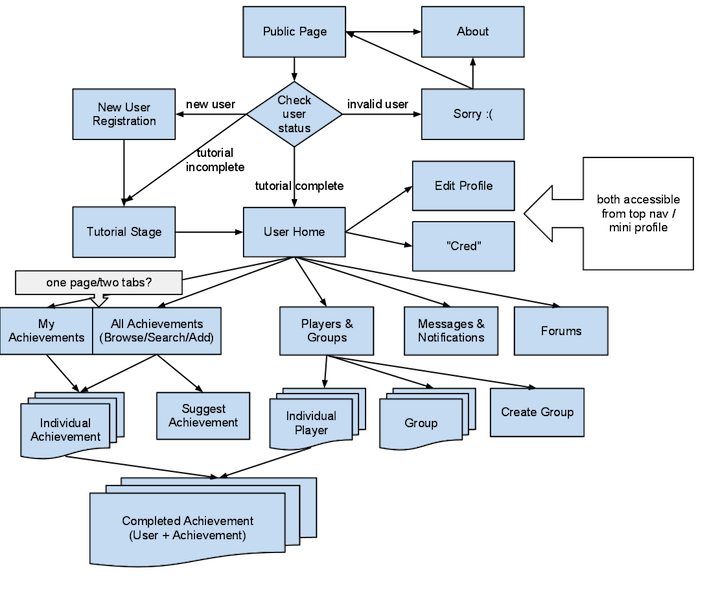 Public Page
About
Check
user
status
new user
invalid user
New User
Registration
Sorry :(
tutorial
incomplete
tutorial complete
Edit Profile
both accessible
from top nav /
mini profile
Tutorial Stage
User Home
"Cred"
one page/two tabs?
My
Achievements
All Achievements
(Browse/Search/Add)
Players &
Groups
Messages &
Notifications
Forums
Individual
Achievement
Suggest
Achievement
Individual
Player
Group
Create Group
Completed Achievement
(User + Achievement)